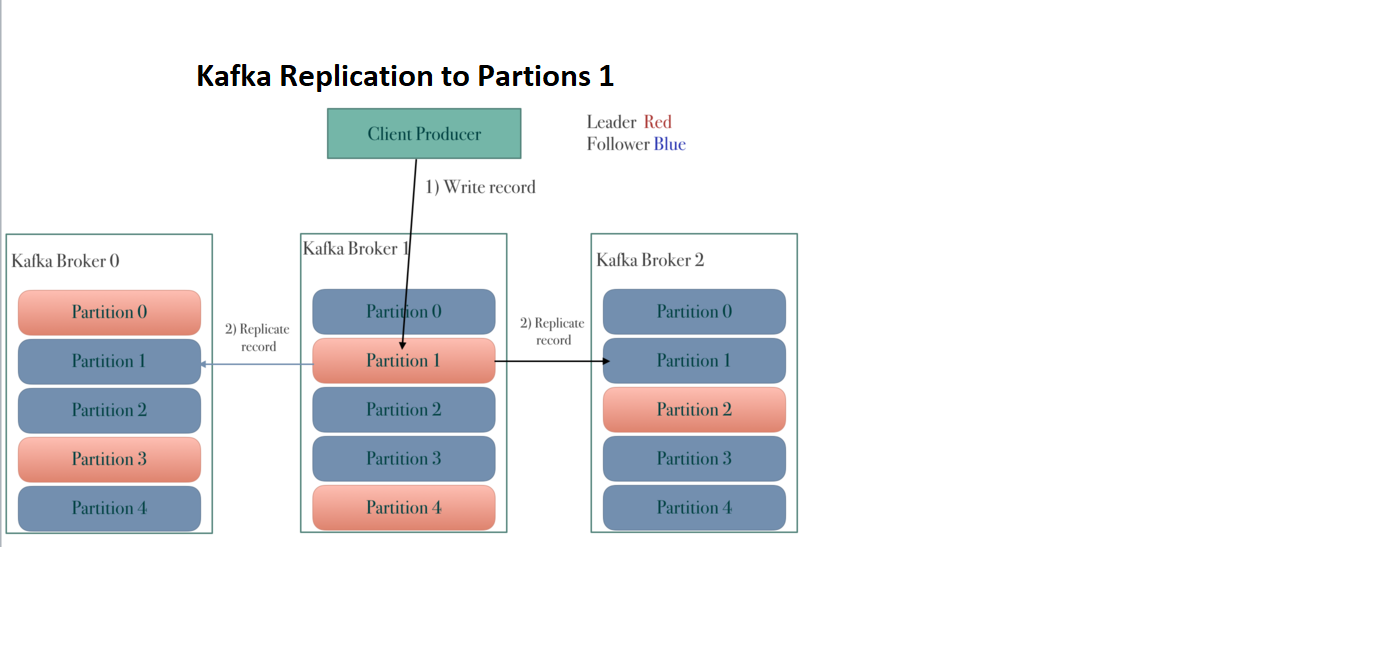 Kafka Replication to Partions 1
Client Producer
Leader Red
Follower Blue
1) Write record
Kafka Broker 0
Partition 0
Partition 1
Partition 2
Partition 3
Partition 4
2) Replicate
record
Kafka Broker 1
Partition 0
Partition 1
Partition 2
Partition 3
Partition 4
2) Replicate
record
Kafka Broker 2
Partition 0
Partition 1
Partition 2
Partition 3
Partition 4